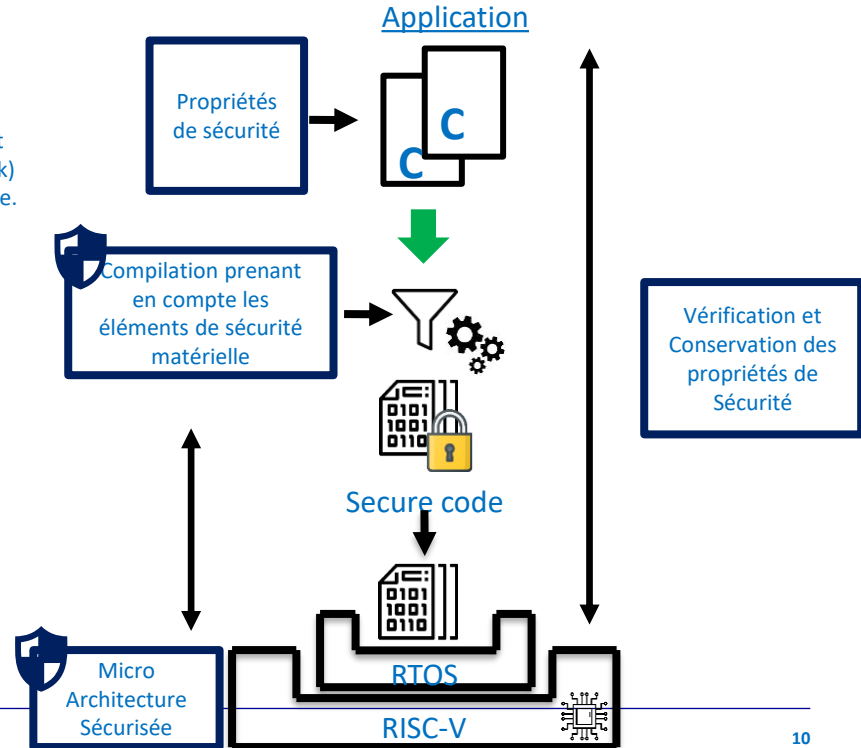 Application
Propriétés
de sécurité
C
C
t
k)
e.
Compilation prenant
en compte les
éléments de sécurité
matérielle
Vérification et
Conservation des
propriétés de
Sécurité
0101
1001
0110
Secure code
0101
1001
0110
Micro
Architecture
Sécurisée
RTOS
RISC-V
10